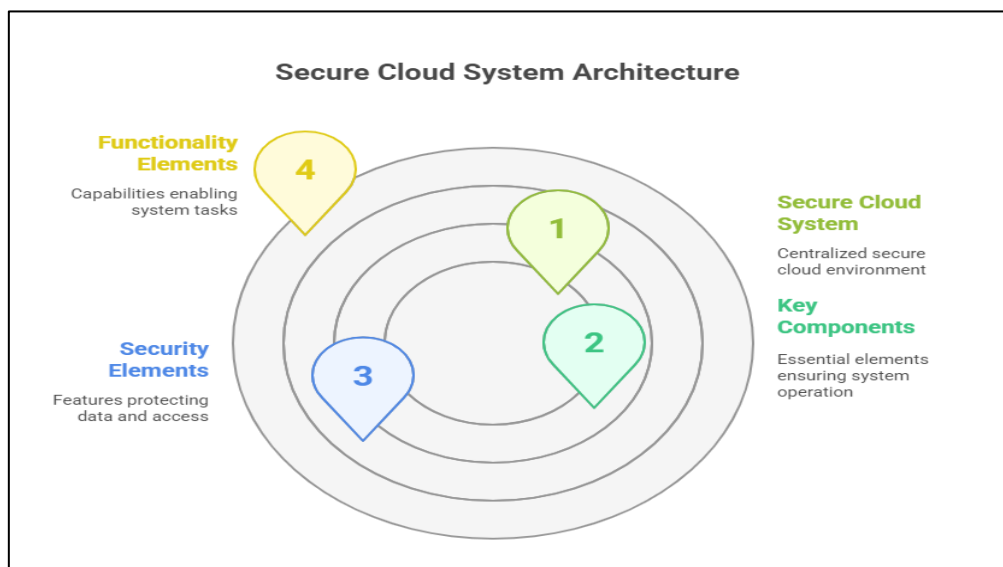 Secure Cloud System Architecture
Functionality
Elements
Capabilities enabling
system tasks
4
1
Secure Cloud
System
Centralized secure
cloud environment
Key
Components
Essential elements
ensuring system
operation
2
Security
Elements
Features protecting
data and access
3